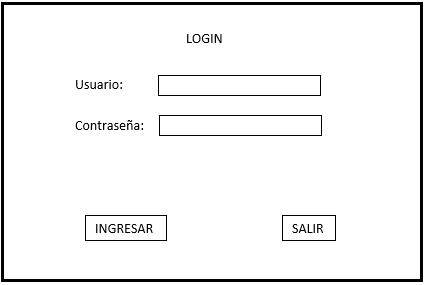 LOGIN
Usuario:
Contraseña:
INGRESAR SALIR